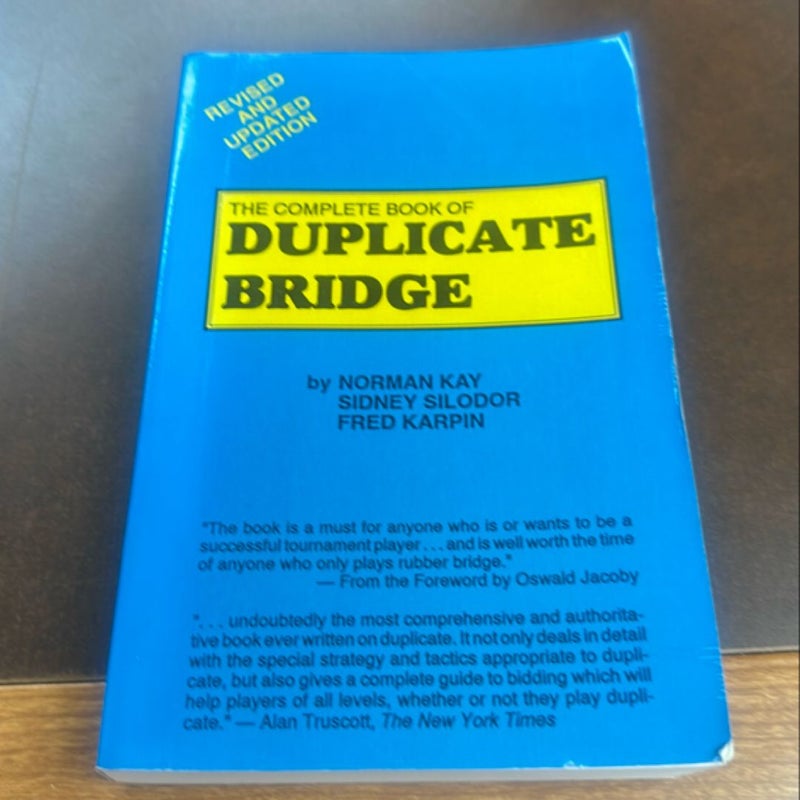 REVISED
AND
UPDATED
EDITION
THE COMPLETE BOOK OF
DUPLICATE
BRIDGE
by NORMAN KAY
SIDNEY SILODOR
FRED KARPIN
"The book is a must for anyone who is or wants to be a
successful tournament player . . . and is well worth the time
of anyone who only plays rubber bridge."
— From the Foreword by Oswald Jacoby
". . . undoubtedly the most comprehensive and authorita-
tive book ever written on duplicate. It not only deals in detail
with the special strategy and tactics appropriate to dupli-
cate, but also gives a complete guide to bidding which will
help players of all levels, whether or not they play dupli-
cate." — Alan Truscott, The New York Times